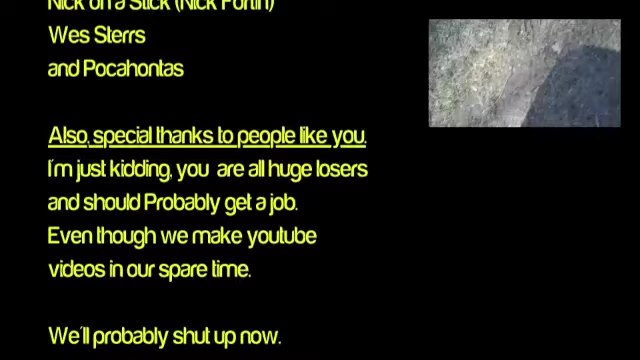 Nick on a Stick (Nick Fortin)
Wes Sterrs
and Pocahontas
Also, special thanks to people like you.
I'm just kidding, you are all huge losers
and should Probably get a job.
Even though we make youtube
videos in our spare time.
We'll probably shut up now.